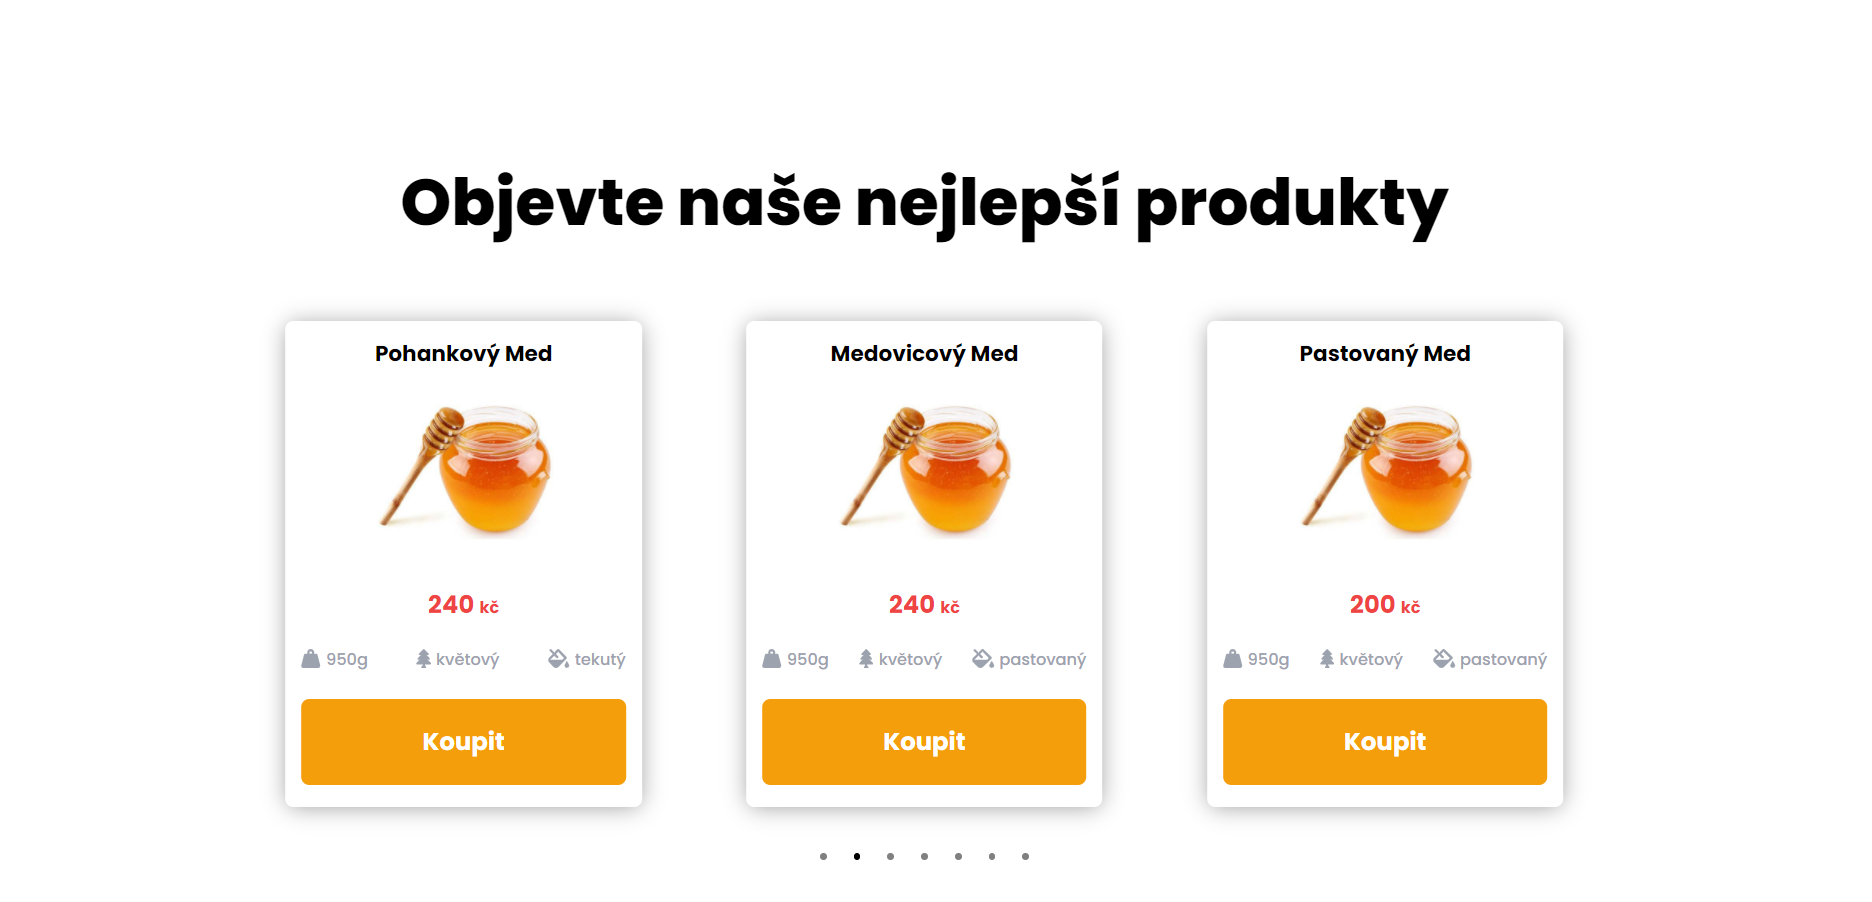 Objevte naše nejlepší produkty
Pohankový Med
240 kč
950g květový tekutý
Koupit
Medovicový Med
240 kč
950g květový pastovaný
Koupit
Pastovaný Med
200 kč
950g květový pastovaný
Koupit